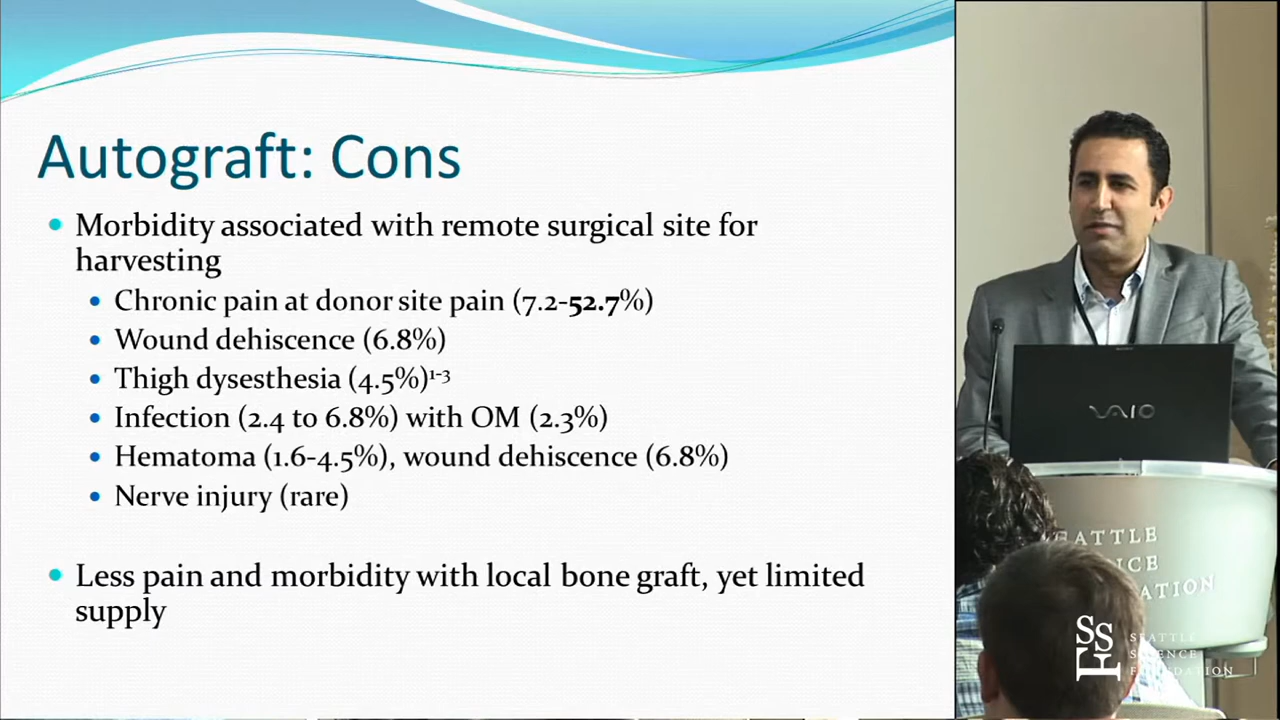 Autograft: Cons
• Morbidity associated with remote surgical site for
harvesting
• Chronic pain at donor site pain (7.2-52.7%)
• Wound dehiscence (6.8%)
• Thigh dysesthesia (4.5%)1-3
• Infection (2.4 to 6.8%) with OM (2.3%)
• Hematoma (1.6-4.5%), wound dehiscence (6.8%)
• Nerve injury (rare)
• Less pain and morbidity with local bone graft, yet limited
supply
VAIO
SEATTLE
SCIENCE
FOUNDATION